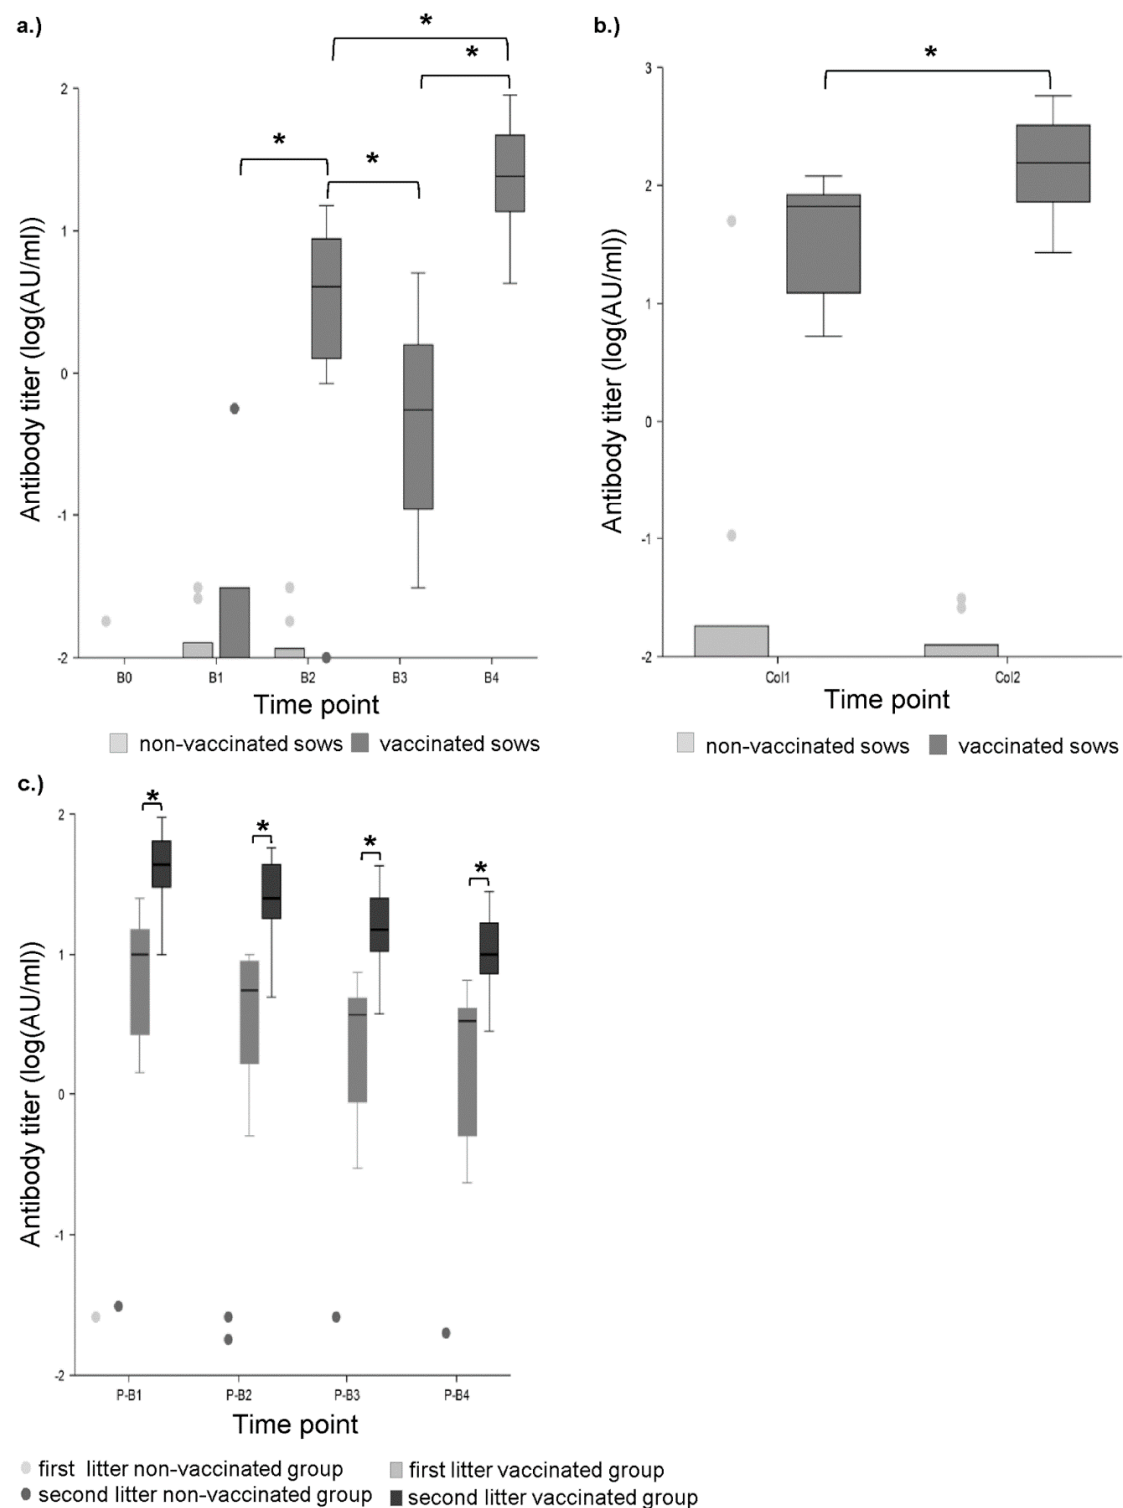 a.)
*
*
*
*
2
1
0
-1
-2
Antibody titer (log(AU/ml))
B0 B1 B2 B3 B4
Time point
non-vaccinated sows vaccinated sows
b.)
*
3
2
1
0
-1
-2
Antibody titer (log(AU/ml))
Col1 Col2
Time point
non-vaccinated sows vaccinated sows
c.)
*
*
*
*
2
1
0
-1
-2
Antibody titer (log(AU/ml))
P-B1 P-B2 P-B3 P-B4
Time point
first litter non-vaccinated group first litter vaccinated group
second litter non-vaccinated group second litter vaccinated group